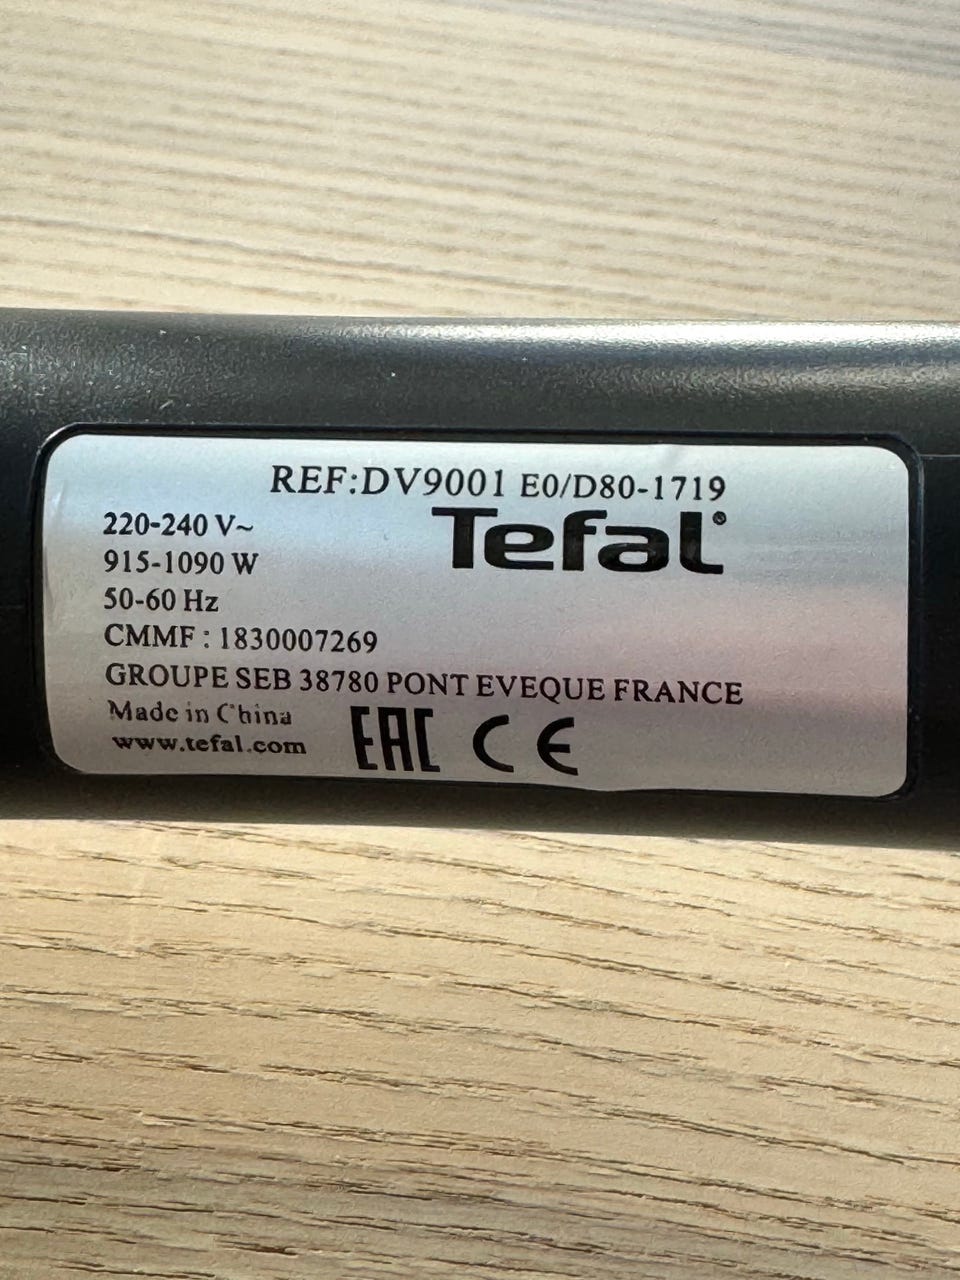 REF:DV9001 E0/D80-1719
220-240 V~
Tefal®
915-1090 W
50-60 Hz
CMMF : 1830007269
GROUPE SEB 38780 PONT EVEQUE FRANCE
Made in China
www.tefal.com
EAC CE